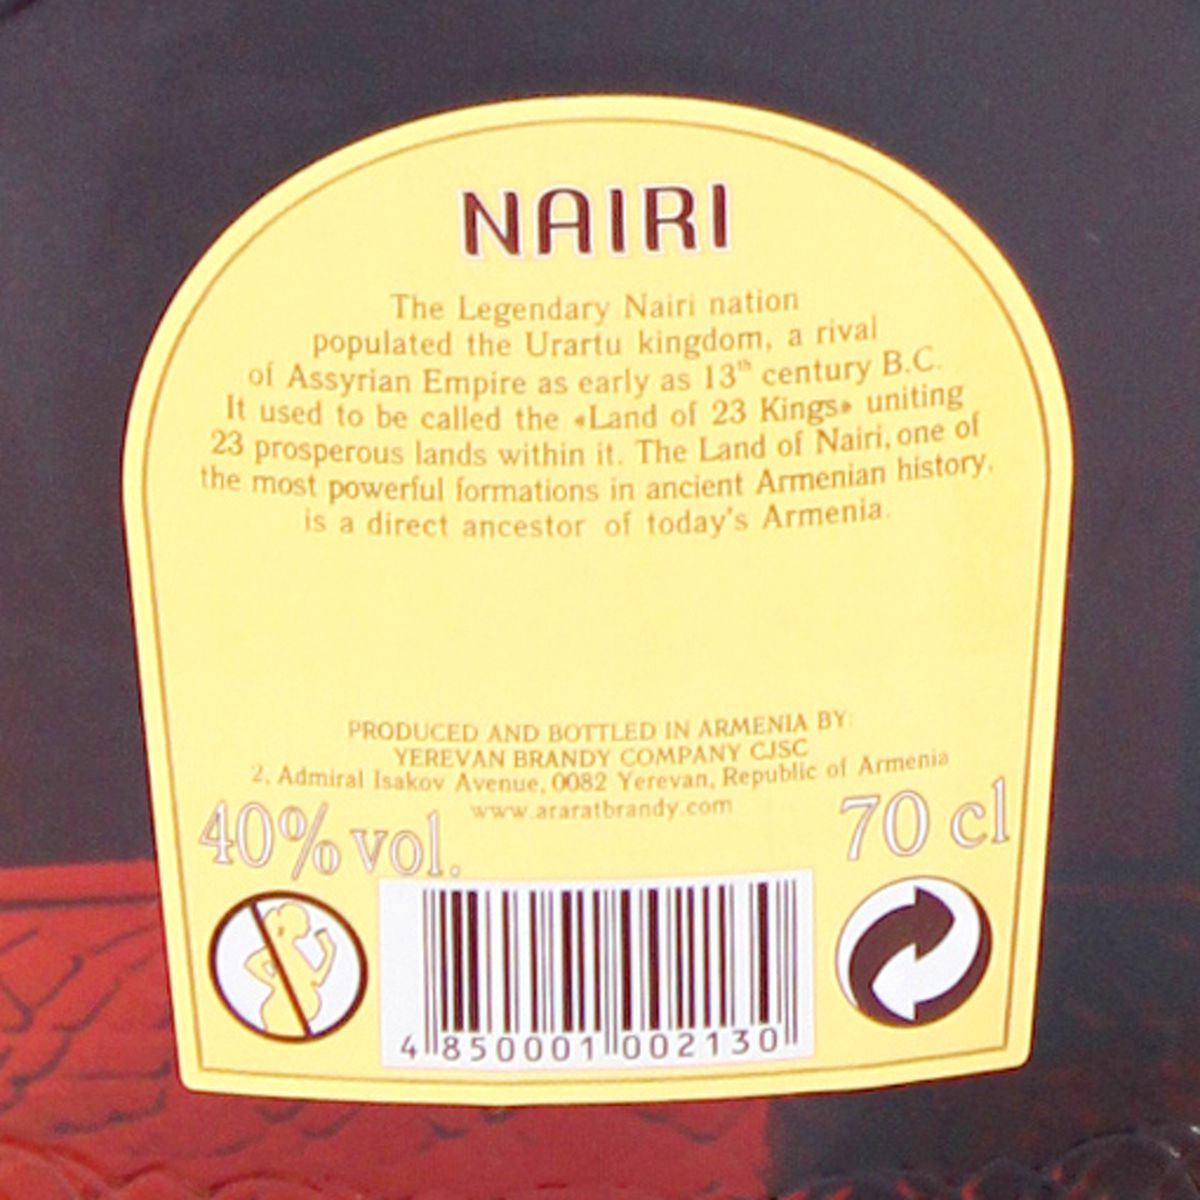 NAIRI
The Legendary Nairi nation
populated the Urartu kingdom, a rival
of Assyrian Empire as early as 13th century B.C.
It used to be called the «Land of 23 Kings» uniting
23 prosperous lands within it. The Land of Nairi, one of
the most powerful formations in ancient Armenian history,
is a direct ancestor of today's Armenia.
PRODUCED AND BOTTLED IN ARMENIA BY:
YEREVAN BRANDY COMPANY CJSC
2, Admiral Isakov Avenue, 0082 Yerevan, Republic of Armenia
www.araratbrandy.com
40% vol.
70 cl
4 850001 002130